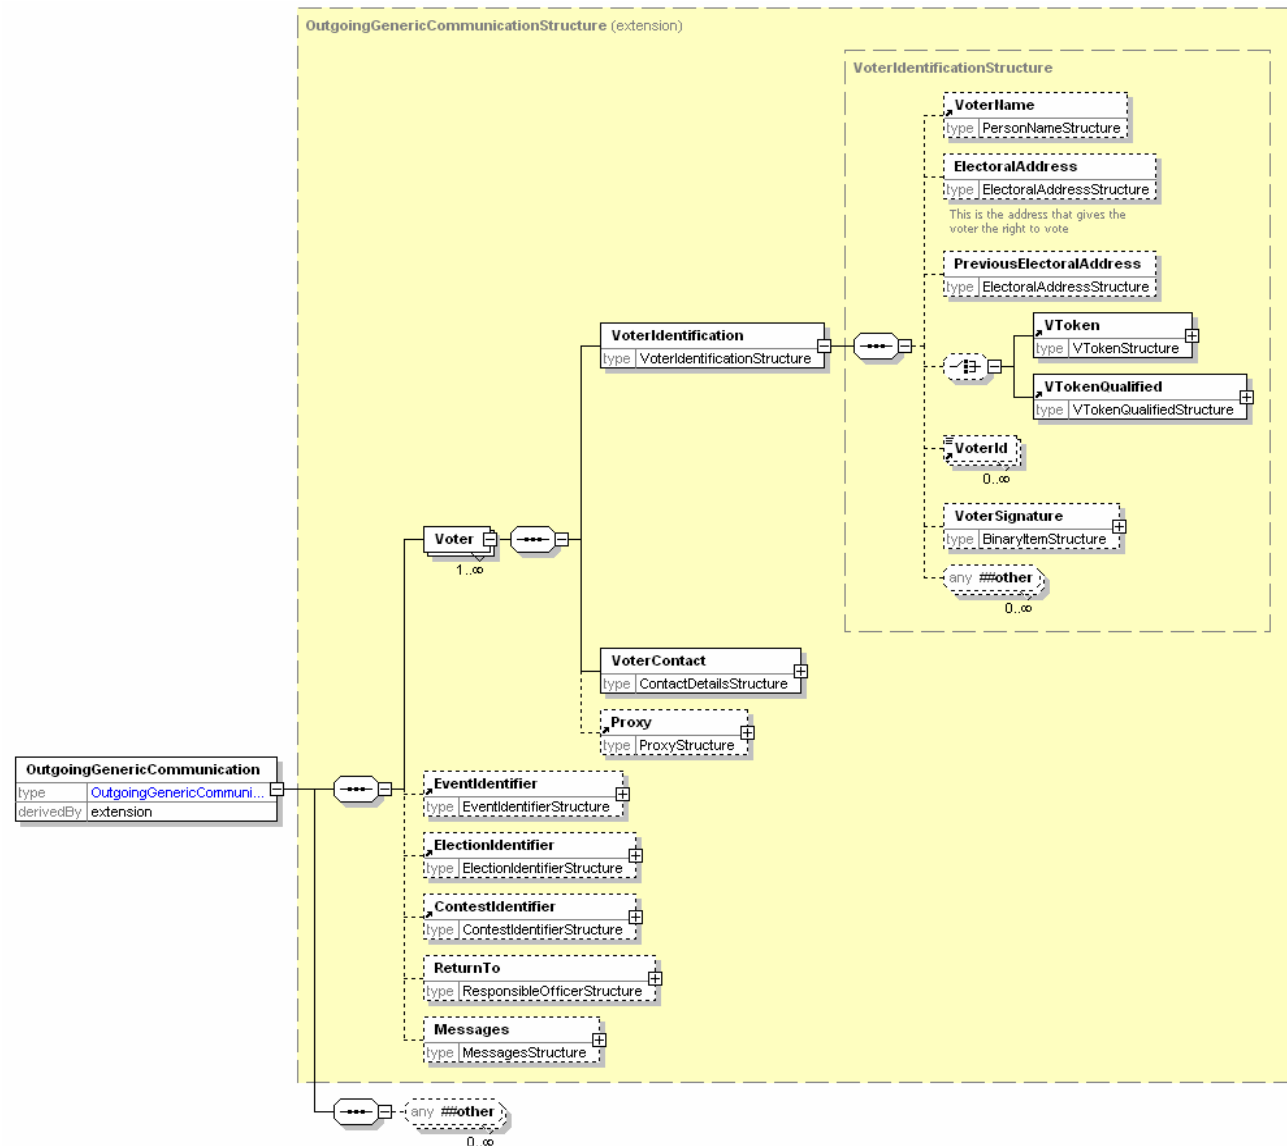 OutgoingGenericCommunicationStructure (extension)
VoterIdentificationStructure
VoterName
type PersonNameStructure
ElectoralAddress
type ElectoralAddressStructure
This is the address that gives the
voter the right to vote
PreviousElectoralAddress
type ElectoralAddressStructure
VoterIdentification
type VoterIdentificationStructure
VToken
type VTokenStructure
VTokenQualified
type VTokenQualifiedStructure
VoterId
0..∞
VoterSignature
type BinaryItemStructure
any ##other
0..∞
Voter
1..∞
VoterContact
type ContactDetailsStructure
Proxy
type ProxyStructure
OutgoingGenericCommunication
type OutgoingGenericCommuni...
derivedBy extension
EventIdentifier
type EventIdentifierStructure
ElectionIdentifier
type ElectionIdentifierStructure
ContestIdentifier
type ContestIdentifierStructure
ReturnTo
type ResponsibleOfficerStructure
Messages
type MessagesStructure
any ##other
0..∞